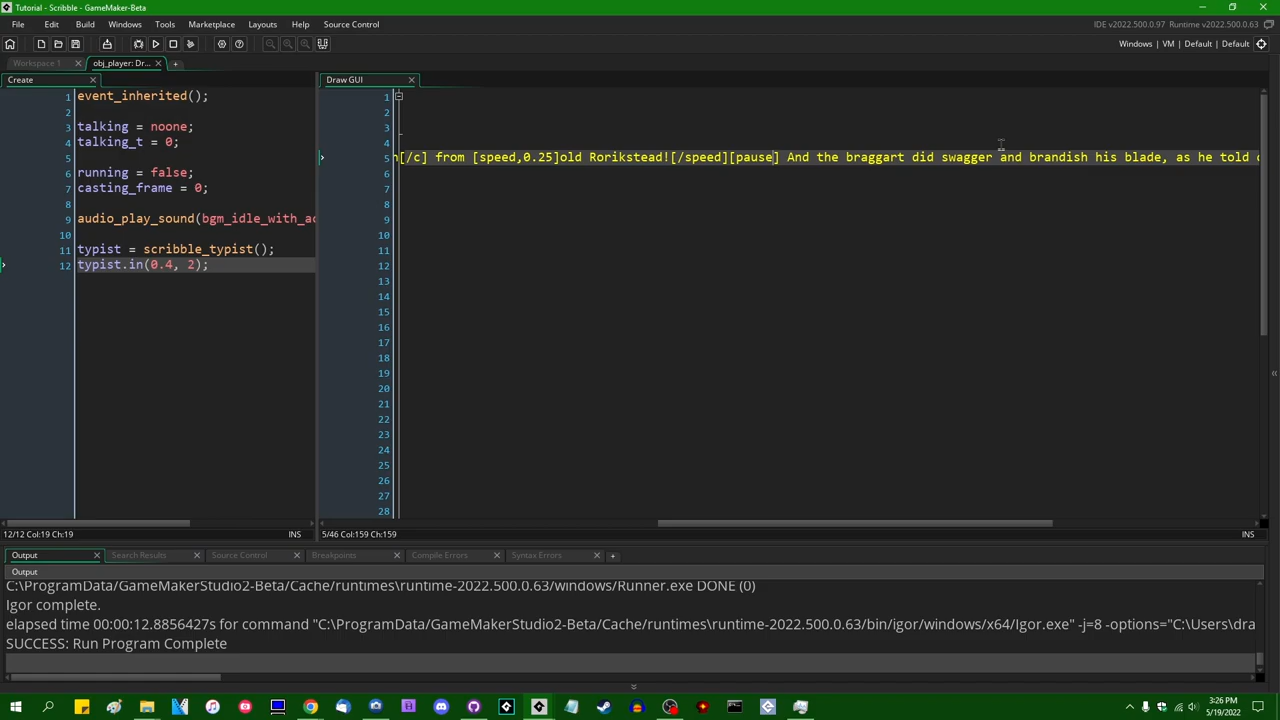 Tutorial - Scribble - GameMaker-Beta
File Edit Build Windows Tools Marketplace Layouts Help Source Control
IDE v2022.500.0.97 Runtime v2022.500.0.63
Windows | VM | Default | Default
Workspace 1 obj_player: Dr...
Create
Draw GUI
1 event_inherited();
2
3 talking = noone;
4 talking_t = 0;
5
6 running = false;
7 casting_frame = 0;
8
9 audio_play_sound(bgm_idle_with_a
10
11 typist = scribble_typist();
12 typist.in(0.4, 2);
1
2
3
4
5 [/c] from [speed,0.25]old Rorikstead![/speed][pause] And the braggart did swagger and brandish his blade, as he told
6
7
8
9
10
11
12
13
14
15
16
17
18
19
20
21
22
23
24
25
26
27
28
12/12 Col:19 Ch:19 INS
5/46 Col:159 Ch:159 INS
Output Search Results Source Control Breakpoints Compile Errors Syntax Errors
Output
C:\ProgramData/GameMakerStudio2-Beta/Cache/runtimes\runtime-2022.500.0.63/windows/Runner.exe DONE (0)
Igor complete.
elapsed time 00:00:12.8856427s for command "C:\ProgramData/GameMakerStudio2-Beta/Cache/runtimes\runtime-2022.500.0.63/bin/igor/windows/x64/Igor.exe" -j=8 -options="C:\Users\dra
SUCCESS: Run Program Complete
3:26 PM
5/19/2022